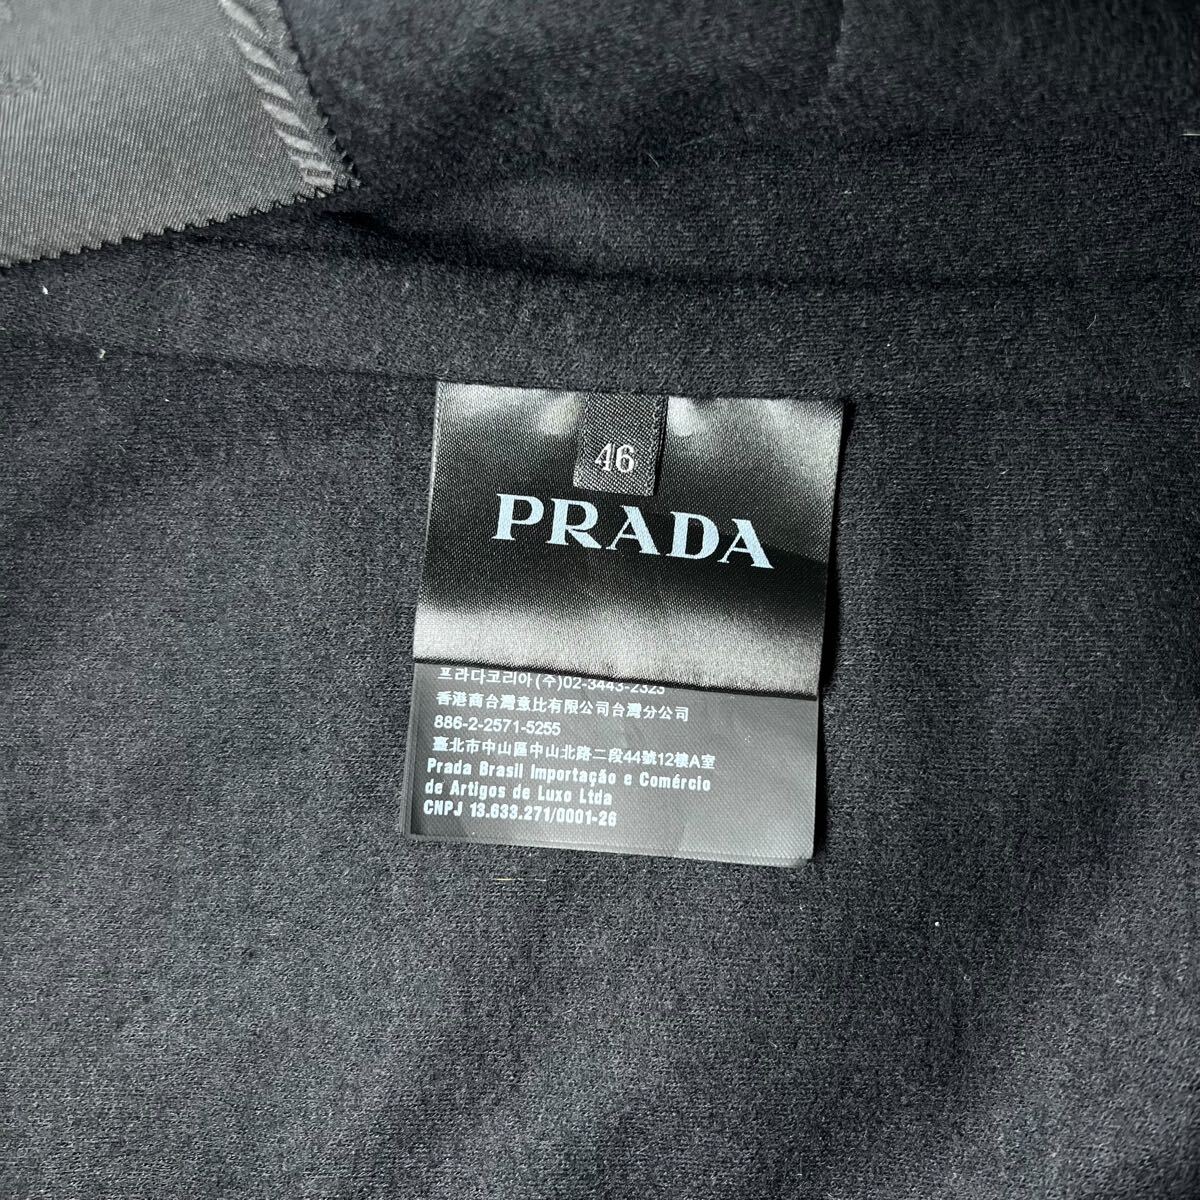 46
PRADA
프라다코리아(주)02-3443-2323
香港商台灣意比有限公司台灣分公司
886-2-2571-5255
臺北市中山區中山北路二段44號12樓A室
Prada Brasil Importação e Comércio
de Artigos de Luxo Ltda
CNPJ 13.633.271/0001-26